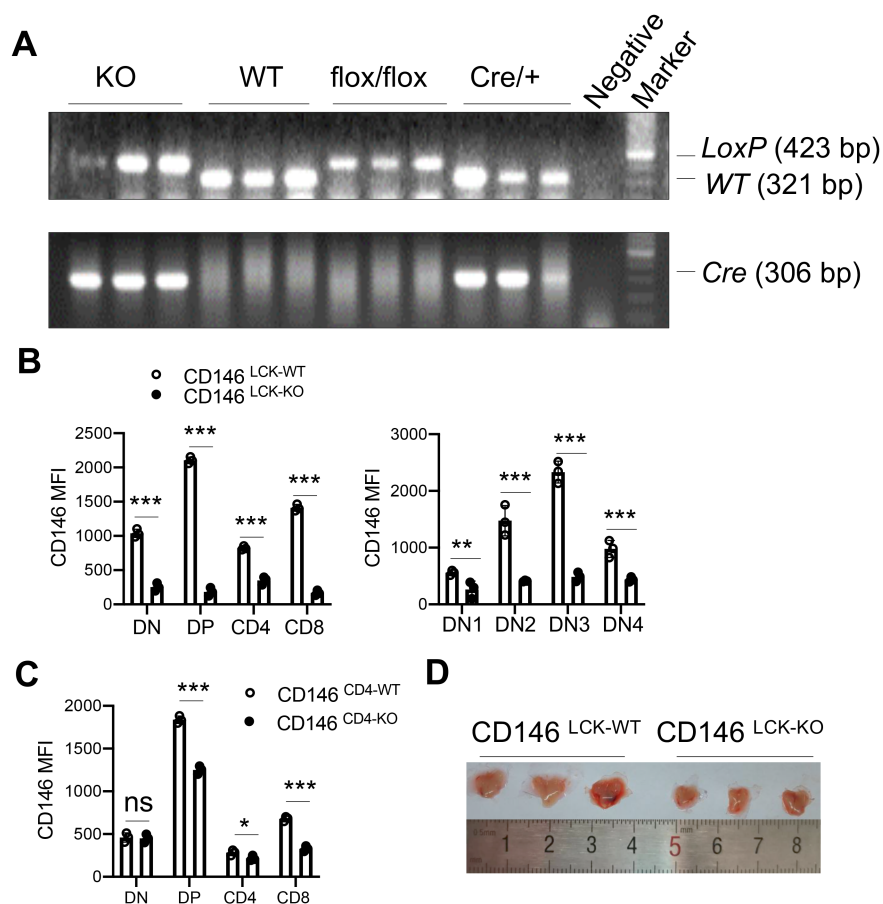 A
KO WT flox/flox Cre/+ Negative Marker
LoxP (423 bp)
WT (321 bp)
Cre (306 bp)
B
CD146 LCK-WT
CD146 LCK-KO
CD146 MFI
2500
2000
1500
1000
500
0
*** *** *** ***
DN DP CD4 CD8
CD146 MFI
3000
2000
1000
0
** *** *** ***
DN1 DN2 DN3 DN4
C
CD146 CD4-WT
CD146 CD4-KO
CD146 MFI
2000
1500
1000
500
0
ns *** * ***
DN DP CD4 CD8
D
CD146 LCK-WT CD146 LCK-KO
0.5mm mm
1 2 3 4 5 6 7 8